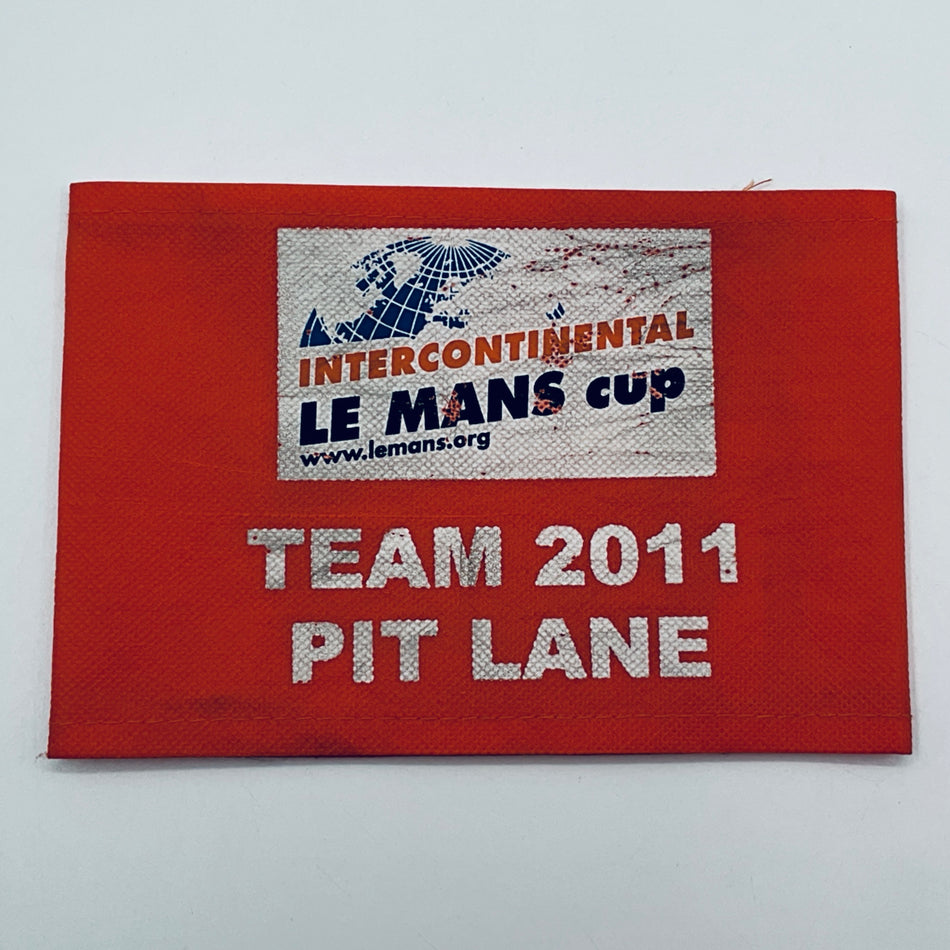 INTERCONTINENTAL
LE MANS cup
www.lemans.org
TEAM 2011
PIT LANE